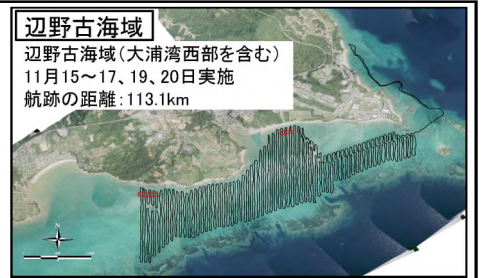 辺野古海域
辺野古海域(大浦湾西部を含む)
11月15~17、19、20日実施
航跡の距離:113.1km
N